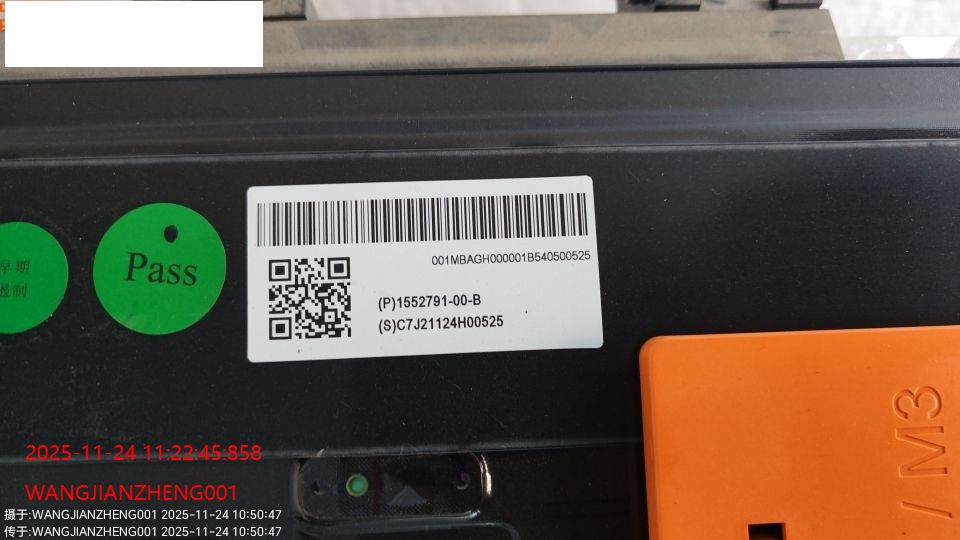 早期
過制
Pass
001MBAGH000001B540500525
(P)1552791-00-B
(S)C7J21124H00525
/ M3
2025-11-24 11:22:45:858
WANGJIANZHENG001
摄于:WANGJIANZHENG001 2025-11-24 10:50:47
传于:WANGJIANZHENG001 2025-11-24 10:50:47